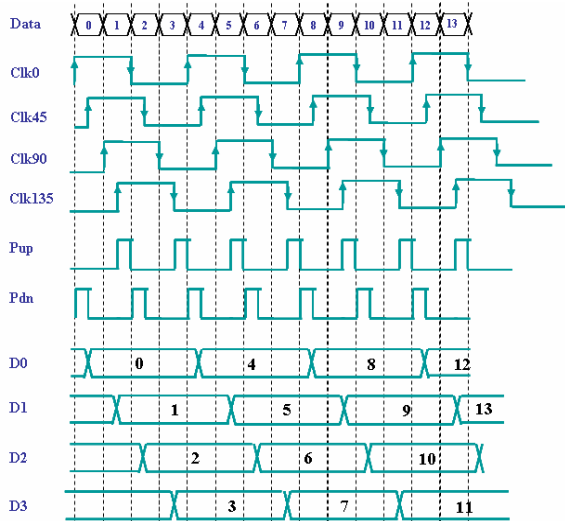 Data 0 1 2 3 4 5 6 7 8 9 10 11 12 13
Clk0
Clk45
Clk90
Clk135
Pup
Pdn
D0 0 4 8 12
D1 1 5 9 13
D2 2 6 10
D3 3 7 11